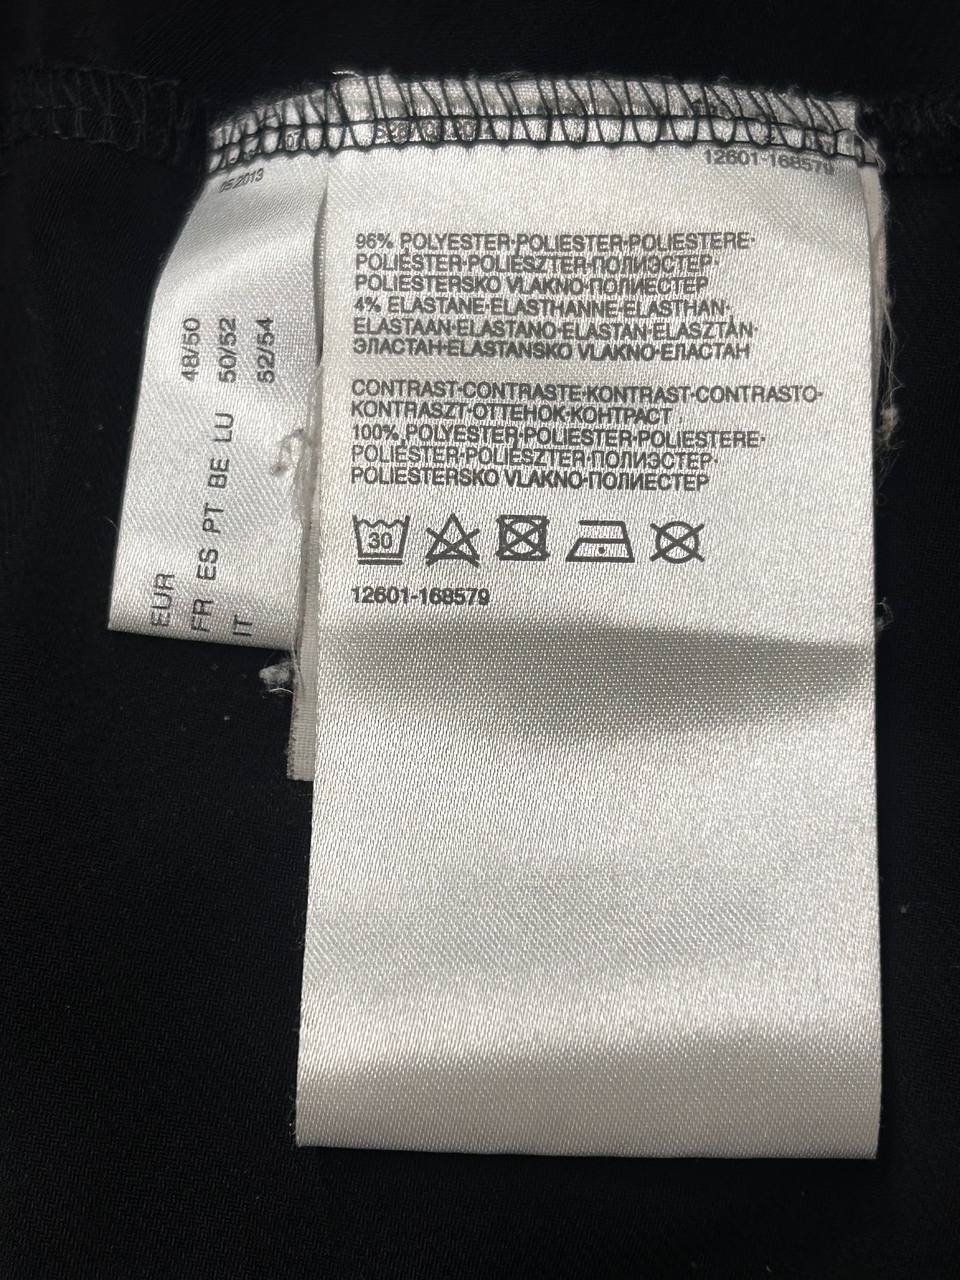 05.2013
EUR 48/50
FR ES PT BE LU 50/52
IT 52/54
12601-168579
96% POLYESTER·POLIESTER·POLIESTERE·
POLIÉSTER·POLIÉSZTER·ПОЛИЭСТЕР·
POLIESTERSKO VLAKNO·ПОЛИЕСТЕР
4% ELASTANE·ELASTHANNE·ELASTHAN·
ELASTAAN·ELASTANO·ELASTAN·ELASZTÁN·
ЭЛАСТАН·ELASTANSKO VLAKNO·ЕЛАСТАН
CONTRAST·CONTRASTE·KONTRAST·CONTRASTO·
KONTRASZT·ОТТЕНОК·КОНТРАСТ
100% POLYESTER·POLIESTER·POLIESTERE·
POLIÉSTER·POLIÉSZTER·ПОЛИЭСТЕР·
POLIESTERSKO VLAKNO·ПОЛИЕСТЕР
30
12601-168579